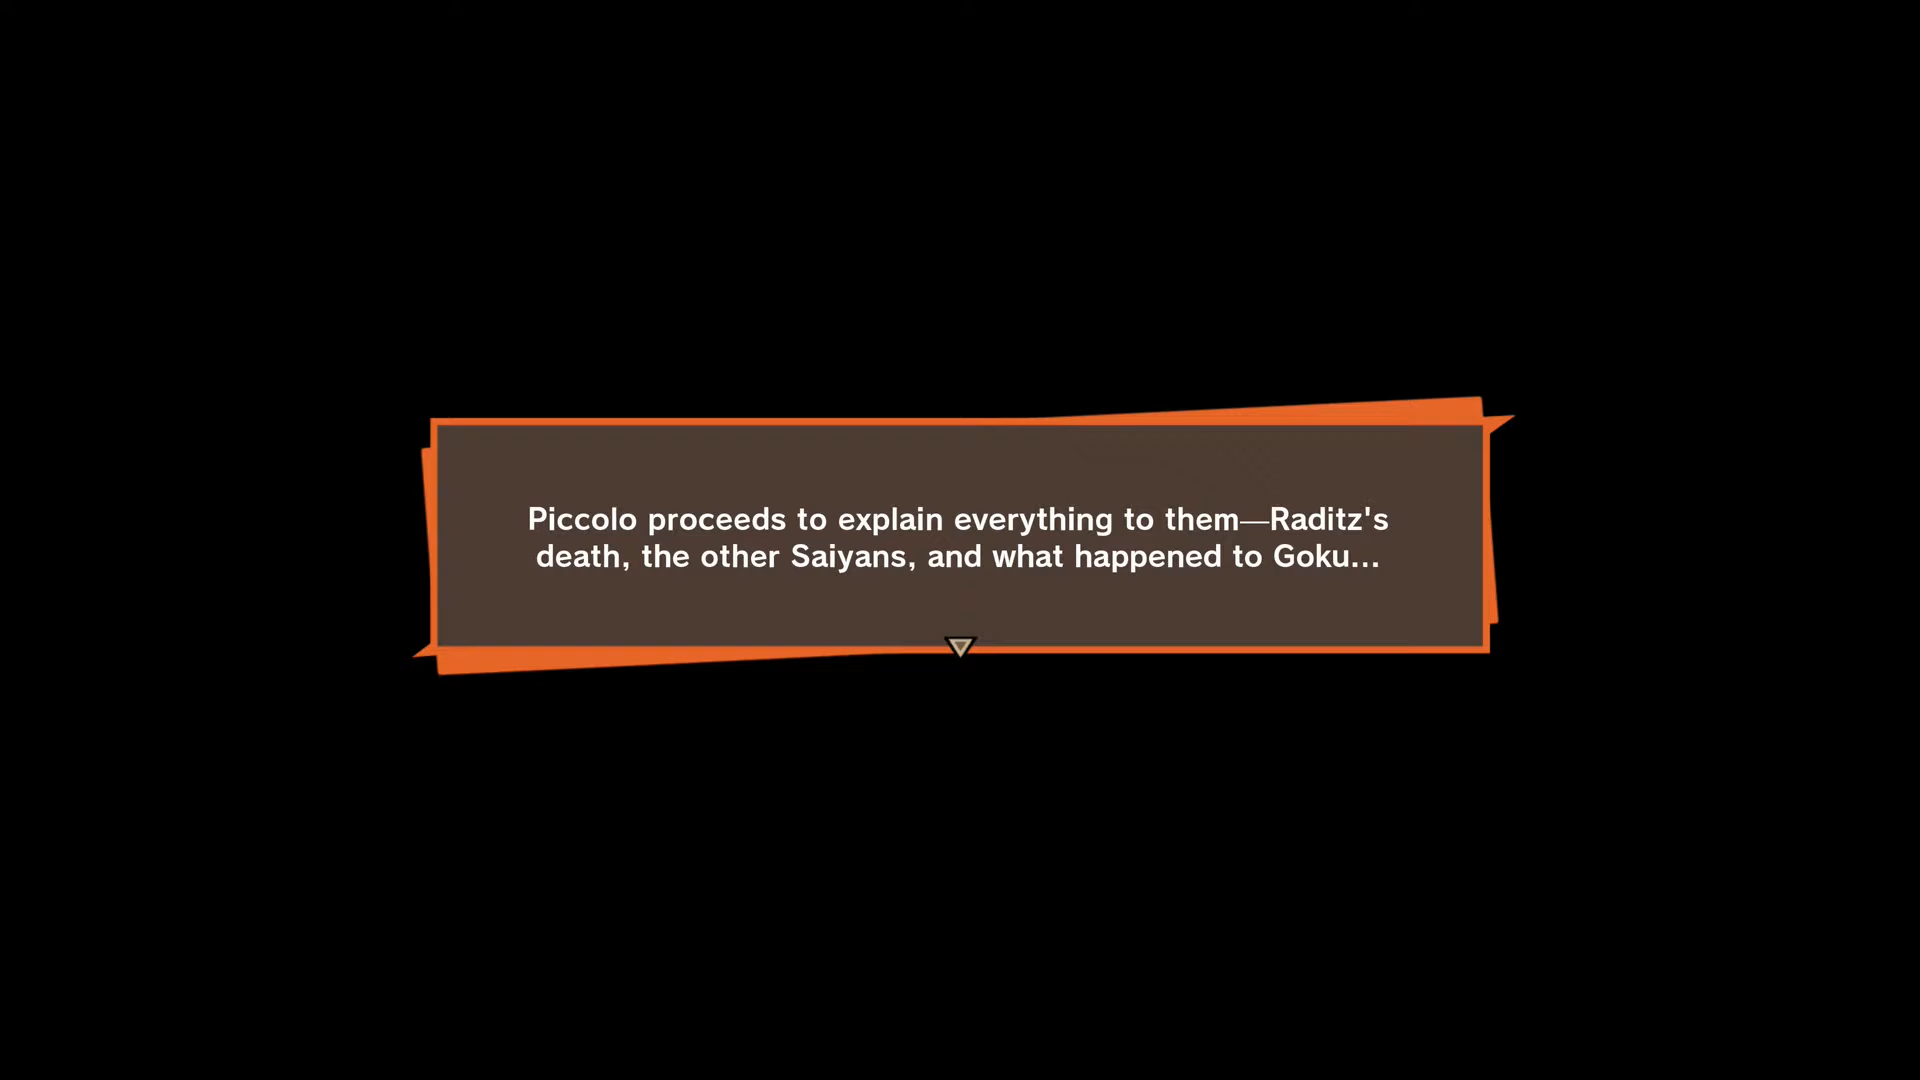 Piccolo proceeds to explain everything to them—Raditz's
death, the other Saiyans, and what happened to Goku...